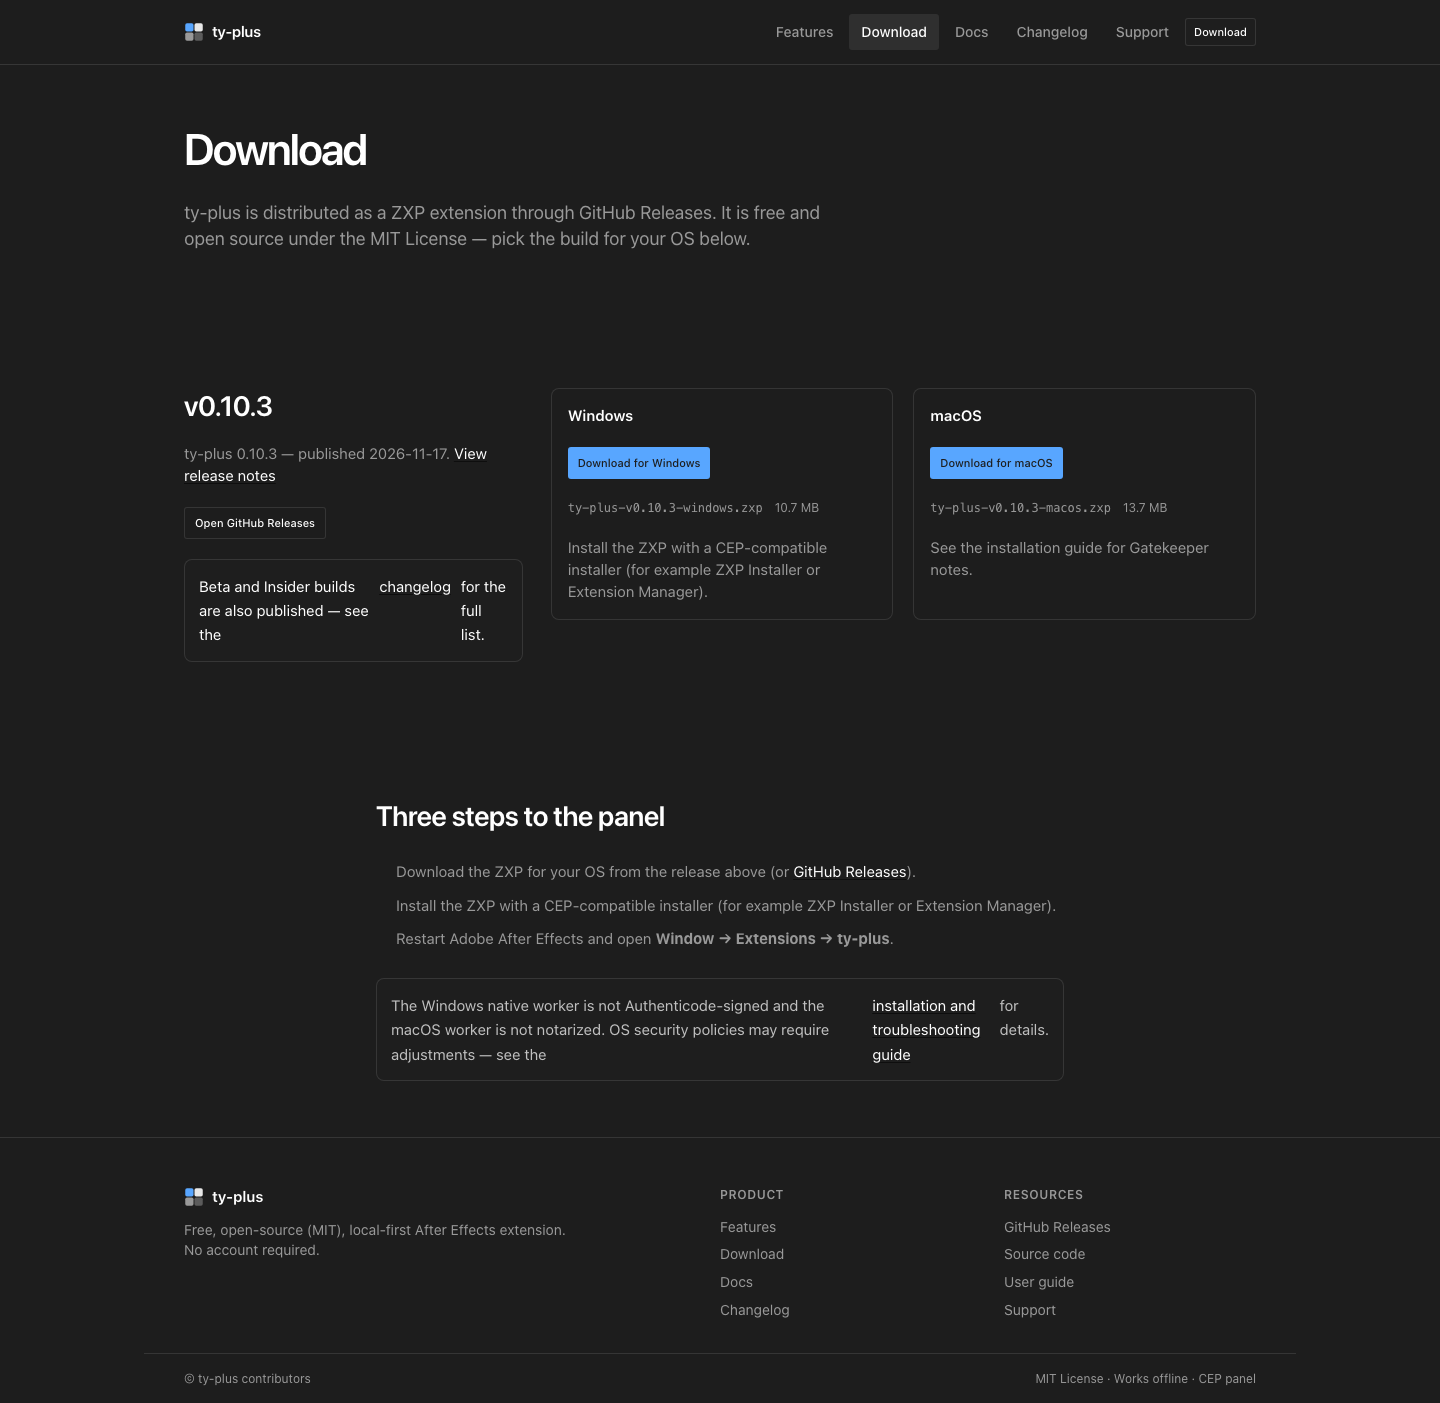 ty-plus
Features
Download
Docs
Changelog
Support
Download
Download
ty-plus is distributed as a ZXP extension through GitHub Releases. It is free and
open source under the MIT License — pick the build for your OS below.
v0.10.3
ty-plus 0.10.3 — published 2026-11-17. View
release notes
Open GitHub Releases
Beta and Insider builds
are also published — see
the
changelog
for the
full
list.
Windows
Download for Windows
ty-plus-v0.10.3-windows.zxp 10.7 MB
Install the ZXP with a CEP-compatible
installer (for example ZXP Installer or
Extension Manager).
macOS
Download for macOS
ty-plus-v0.10.3-macos.zxp 13.7 MB
See the installation guide for Gatekeeper
notes.
Three steps to the panel
Download the ZXP for your OS from the release above (or GitHub Releases).
Install the ZXP with a CEP-compatible installer (for example ZXP Installer or Extension Manager).
Restart Adobe After Effects and open Window → Extensions → ty-plus.
The Windows native worker is not Authenticode-signed and the
macOS worker is not notarized. OS security policies may require
adjustments — see the
installation and
troubleshooting
guide
for
details.
ty-plus
Free, open-source (MIT), local-first After Effects extension.
No account required.
PRODUCT
Features
Download
Docs
Changelog
RESOURCES
GitHub Releases
Source code
User guide
Support
© ty-plus contributors
MIT License · Works offline · CEP panel